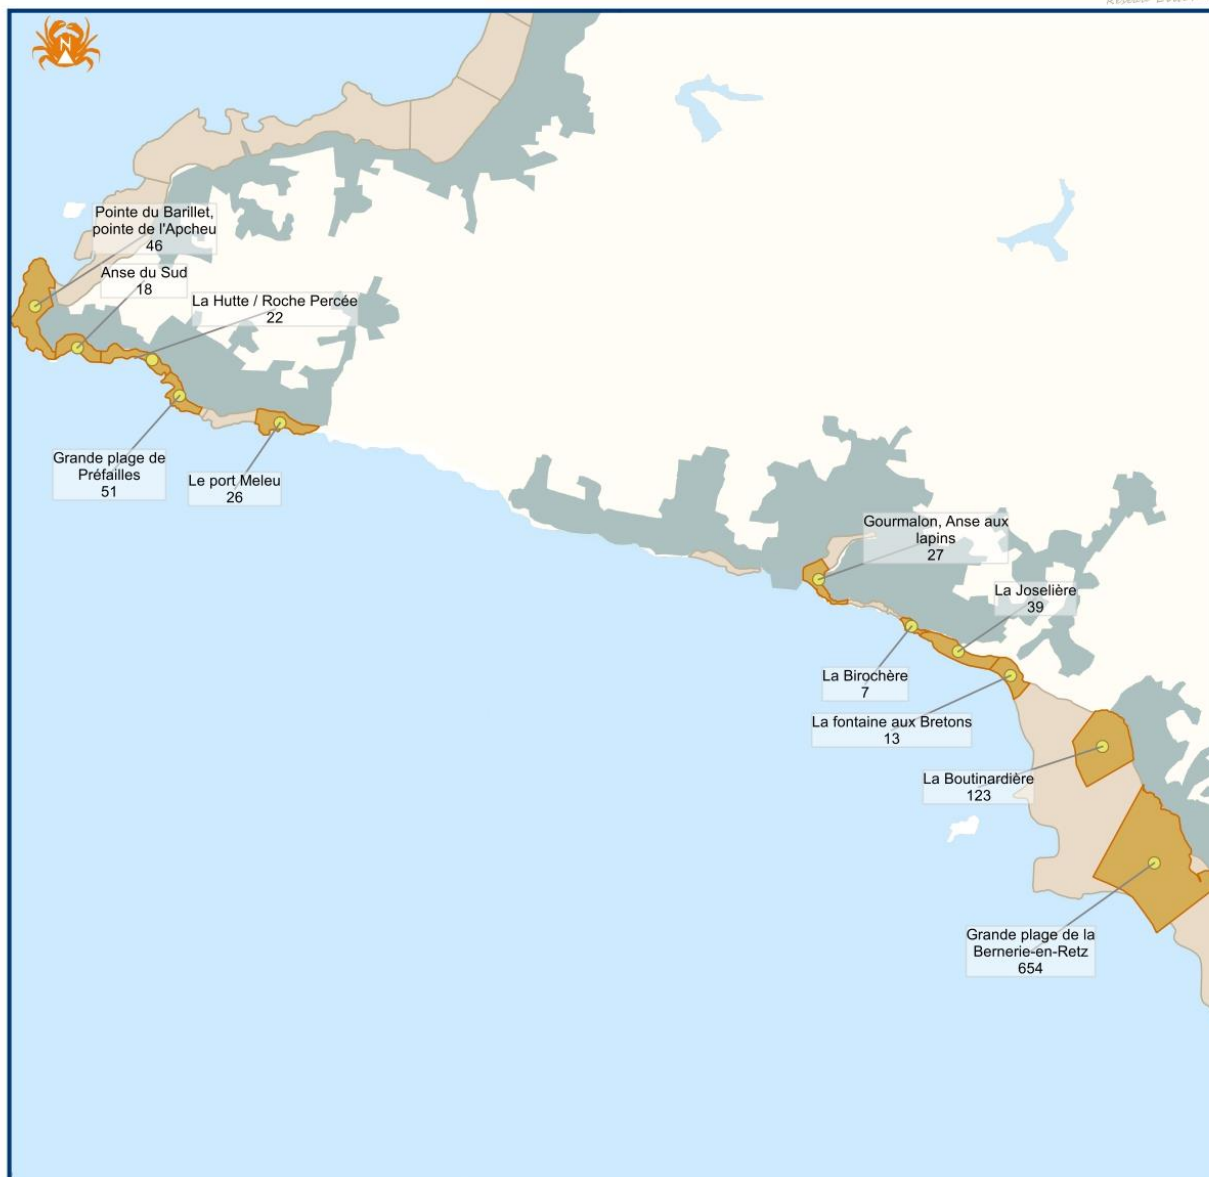 N
Pointe du Barillet,
pointe de l'Apcheu
46
Anse du Sud
18
La Hutte / Roche Percée
22
Grande plage de
Préfailles
51
Le port Meleu
26
Gourmalon, Anse aux
lapins
27
La Joselière
39
La Birochère
7
La fontaine aux Bretons
13
La Boutinardière
123
Grande plage de la
Bernerie-en-Retz
654